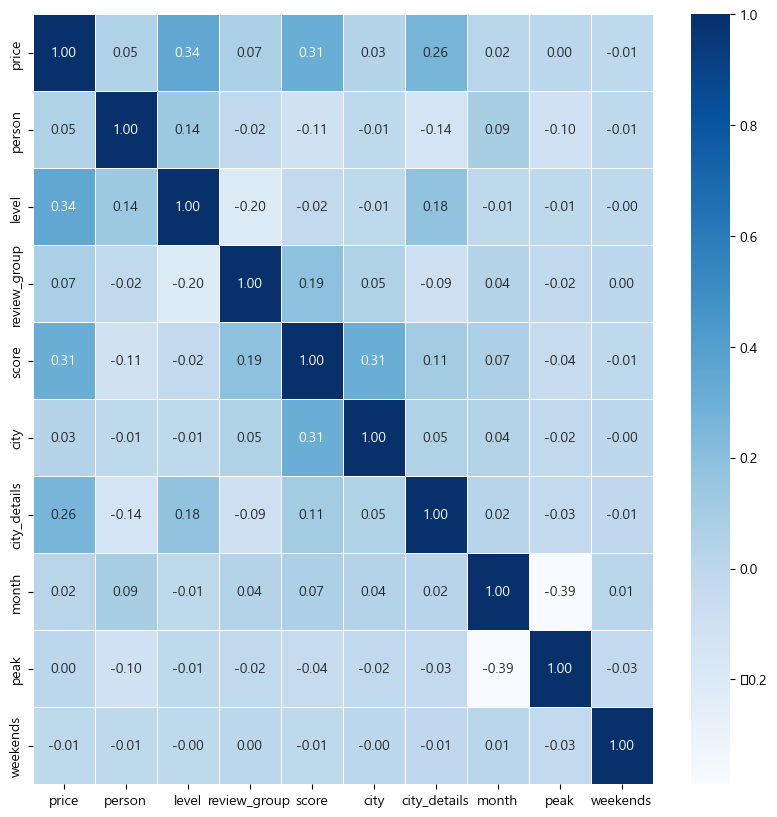 price 1.00 0.05 0.34 0.07 0.31 0.03 0.26 0.02 0.00 -0.01
person 0.05 1.00 0.14 -0.02 -0.11 -0.01 -0.14 0.09 -0.10 -0.01
level 0.34 0.14 1.00 -0.20 -0.02 -0.01 0.18 -0.01 -0.01 -0.00
review_group 0.07 -0.02 -0.20 1.00 0.19 0.05 -0.09 0.04 -0.02 0.00
score 0.31 -0.11 -0.02 0.19 1.00 0.31 0.11 0.07 -0.04 -0.01
city 0.03 -0.01 -0.01 0.05 0.31 1.00 0.05 0.04 -0.02 -0.00
city_details 0.26 -0.14 0.18 -0.09 0.11 0.05 1.00 0.02 -0.03 -0.01
month 0.02 0.09 -0.01 0.04 0.07 0.04 0.02 1.00 -0.39 0.01
peak 0.00 -0.10 -0.01 -0.02 -0.04 -0.02 -0.03 -0.39 1.00 -0.03
weekends -0.01 -0.01 -0.00 0.00 -0.01 -0.00 -0.01 0.01 -0.03 1.00
price person level review_group score city city_details month peak weekends
1.0
0.8
0.6
0.4
0.2
0.0
▯0.2